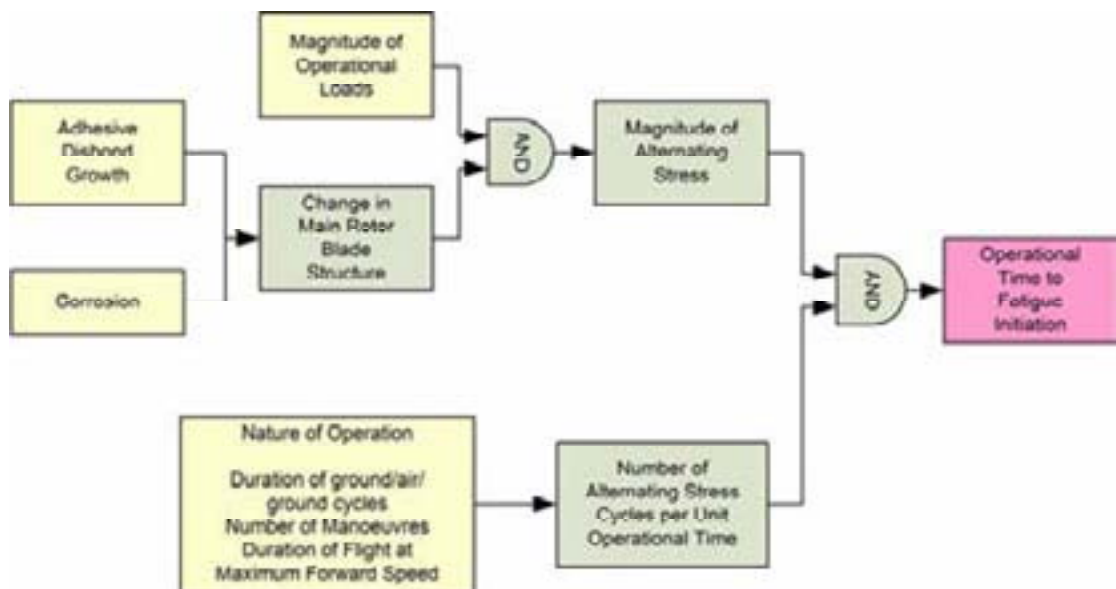 Magnitude of
Operational
Loads
Adhesive
Disbond
Growth
AND
Magnitude of
Alternating
Stress
Change in
Main Rotor
Blade
Structure
Corrosion
AND
Operational
Time to
Fatigue
Initiation
Nature of Operation
Duration of ground/air/
ground cycles
Number of Manoeuvres
Duration of Flight at
Maximum Forward Speed
Number of
Alternating Stress
Cycles per Unit
Operational Time